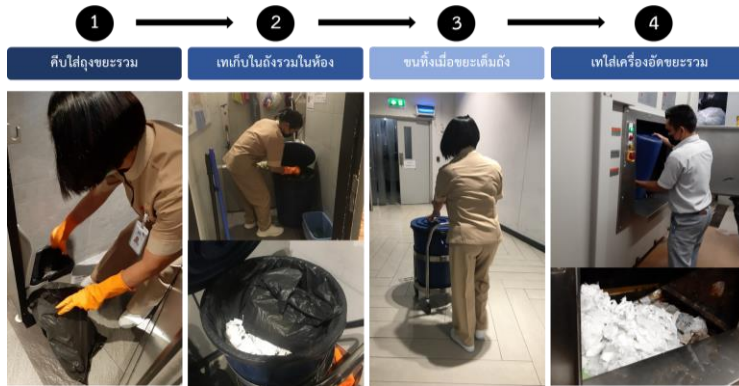 1
2
3
4
คีบใส่ถุงขยะรวม
เทเก็บในถังรวมในห้อง
ขนทิ้งเมื่อขยะเต็มถัง
เทใส่เครื่องอัดขยะรวม